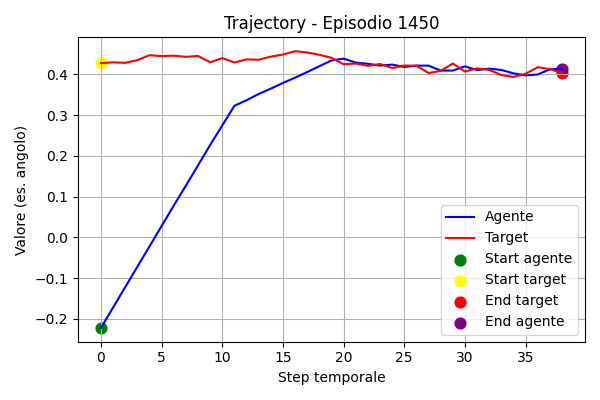 Trajectory - Episodio 1450
Valore (es. angolo)
0.4
0.3
0.2
0.1
0.0
−0.1
−0.2
0 5 10 15 20 25 30 35
Step temporale
Agente
Target
Start agente
Start target
End target
End agente